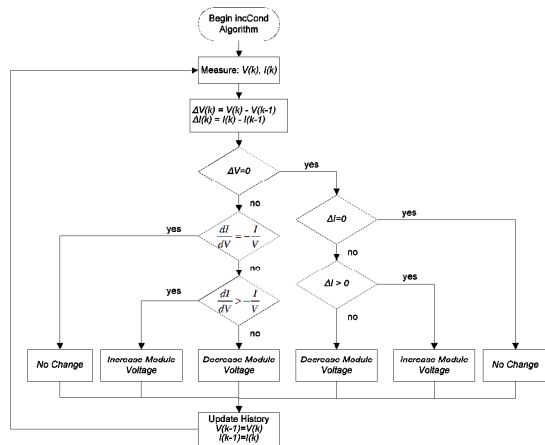 Begin incCond
Algorithm
Measure: V(k), I(k)
ΔV(k) = V(k) - V(k-1)
ΔI(k) = I(k) - I(k-1)
ΔV=0
yes
no
ΔI=0
yes
no
dI/dV = -I/V
yes
no
ΔI > 0
yes
no
dI/dV > -I/V
yes
no
No Change
Increase Module
Voltage
Decrease Module
Voltage
Decrease Module
Voltage
Increase Module
Voltage
No Change
Update History
V(k-1)=V(k)
I(k-1)=I(k)